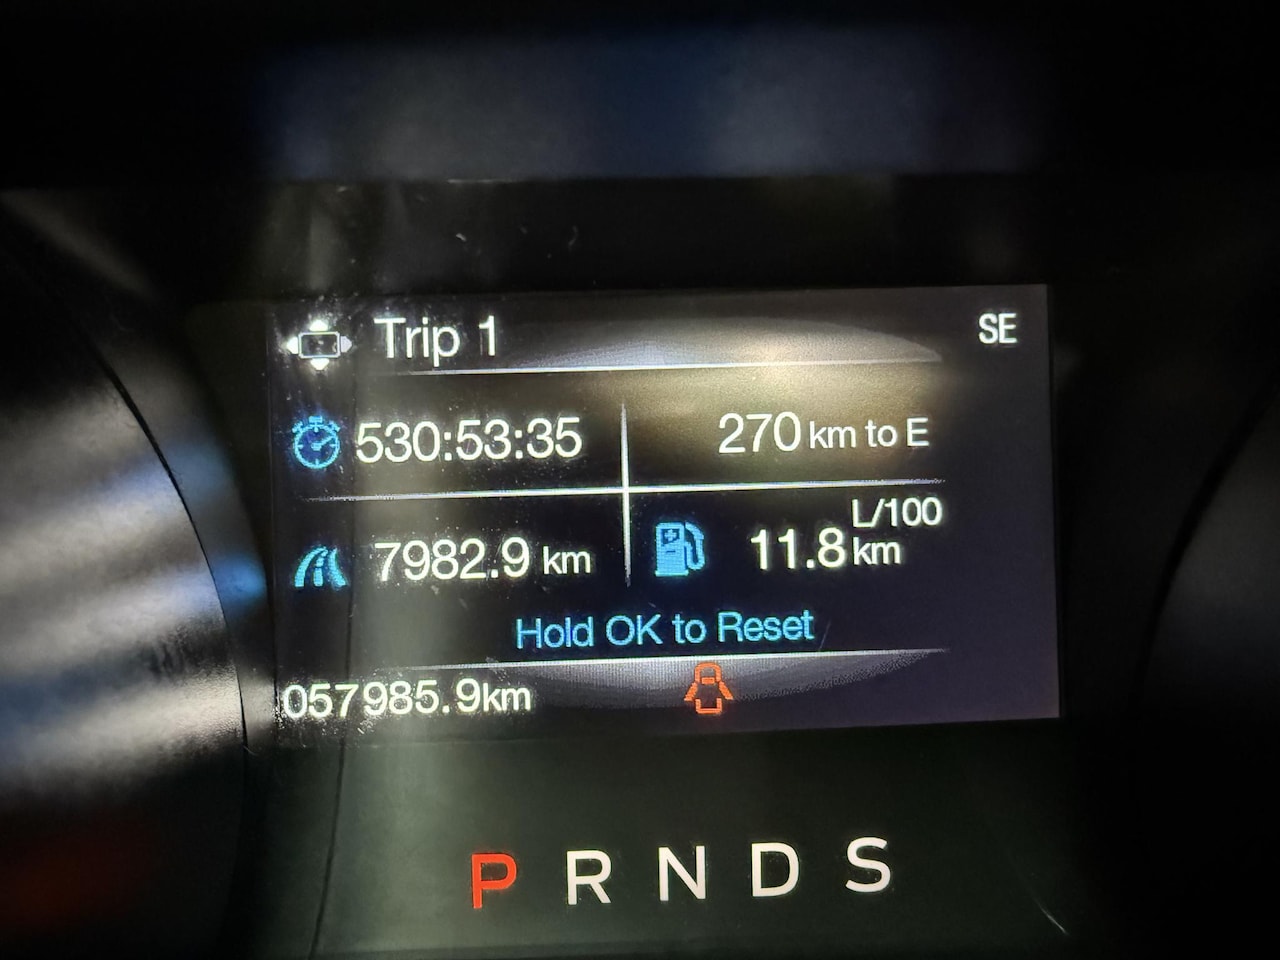 Trip 1 SE
530:53:35 270 km to E
7982.9 km 11.8 L/100 km
Hold OK to Reset
057985.9km
P R N D S